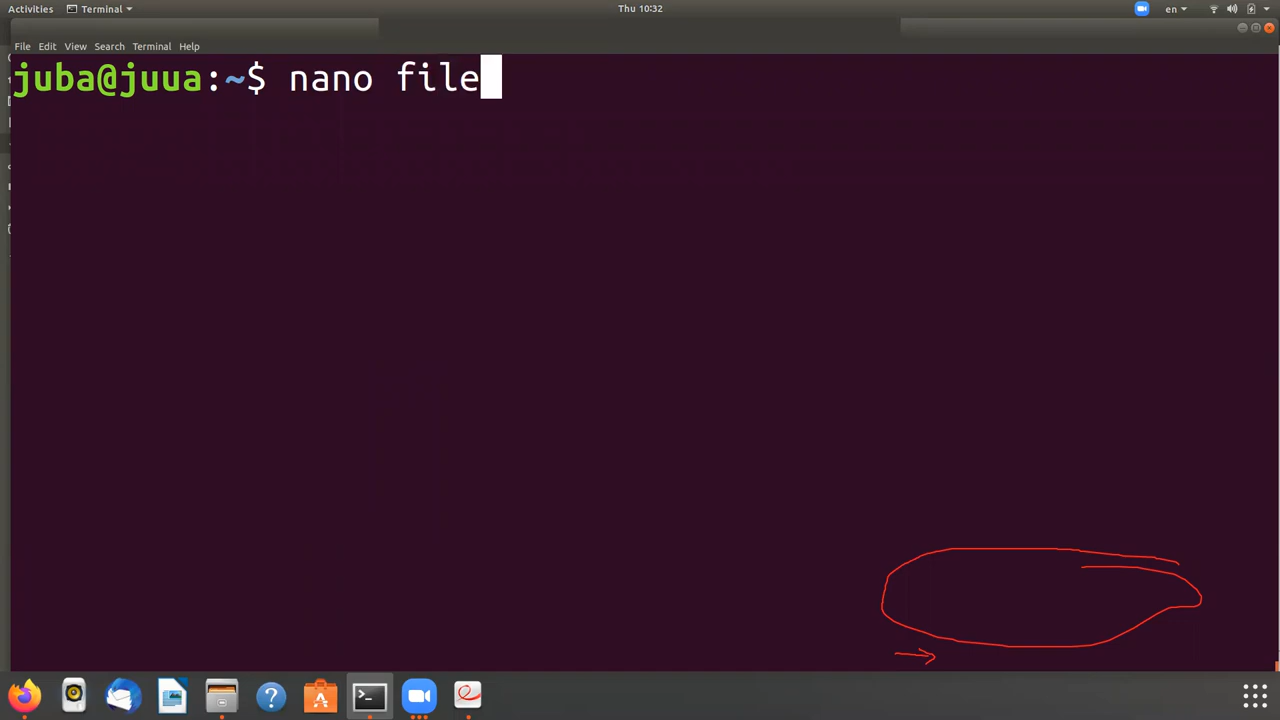 Activities Terminal Thu 10:32 en
File Edit View Search Terminal Help
juba@juua:~$ nano file